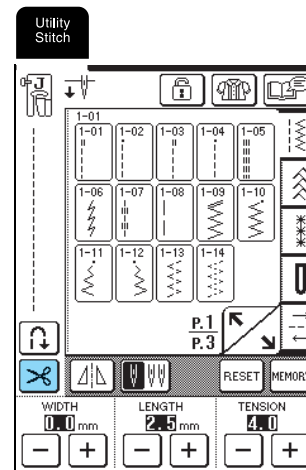 Utility
Stitch
J
1-01
1-01 1-02 1-03 1-04 1-05
1-06 1-07 1-08 1-09 1-10
1-11 1-12 1-13 1-14
P.1
P.3
RESET MEMORY
WIDTH LENGTH TENSION
0.0 mm 2.5 mm 4.0
− + − + − +